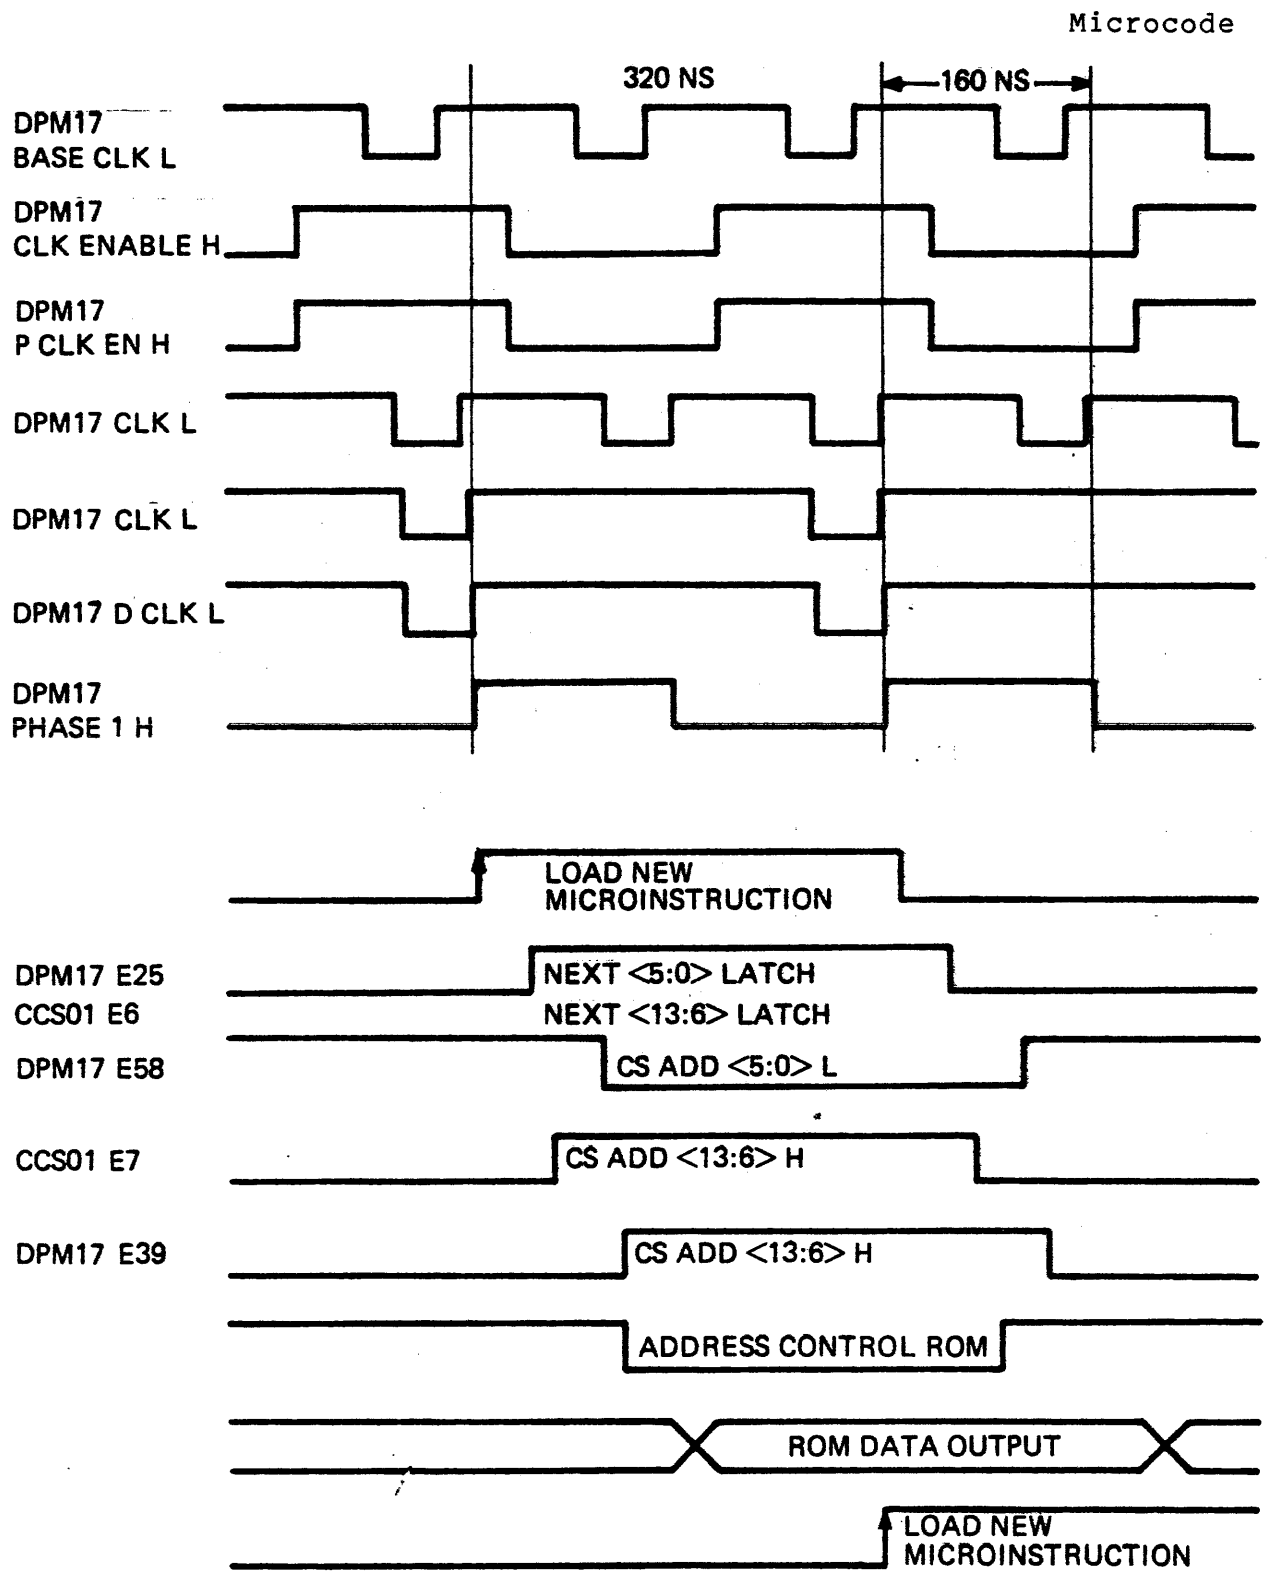 Microcode
320 NS
160 NS
DPM17
BASE CLK L
DPM17
CLK ENABLE H
DPM17
P CLK EN H
DPM17 CLK L
DPM17 CLK L
DPM17 D CLK L
DPM17
PHASE 1 H
LOAD NEW
MICROINSTRUCTION
DPM17 E25
NEXT <5:0> LATCH
CCS01 E6
NEXT <13:6> LATCH
DPM17 E58
CS ADD <5:0> L
CCS01 E7
CS ADD <13:6> H
DPM17 E39
CS ADD <13:6> H
ADDRESS CONTROL ROM
ROM DATA OUTPUT
LOAD NEW
MICROINSTRUCTION